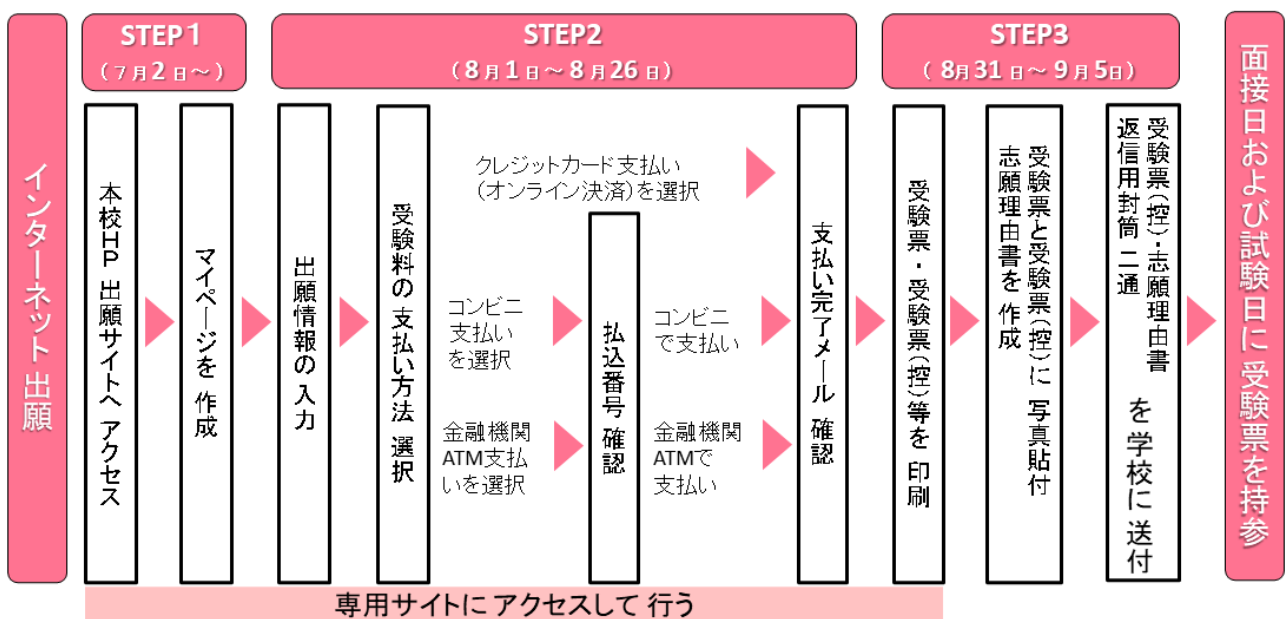 インターネット 出願
STEP1
(7月2日~)
本校HP 出願サイトへ アクセス
マイページを 作成
STEP2
(8月1日~8月26日)
出願情報の 入力
受験料の 支払い方法 選択
クレジットカード支払い
(オンライン決済)を選択
コンビニ
支払い
を選択
金融機関
ATM支払
いを選択
払込番号 確認
コンビニ
で支払い
金融機関
ATMで
支払い
支払い完了メール 確認
STEP3
(8月31日~9月5日)
受験票・受験票(控)等を 印刷
受験票と受験票(控)に 写真貼付
志願理由書を 作成
受験票(控)・志願理由書
返信用封筒 二通
を 学校に 送付
面接日および試験日に 受験票を持参
専用サイトに アクセスして 行う